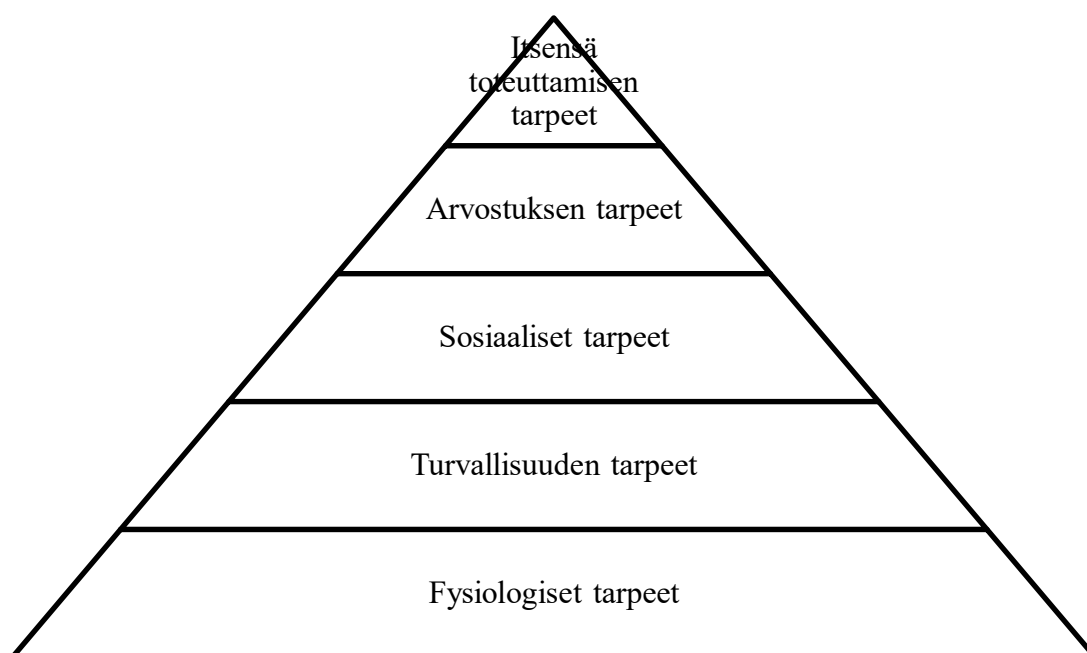 Itsensä
toteuttamisen
tarpeet
Arvostuksen tarpeet
Sosiaaliset tarpeet
Turvallisuuden tarpeet
Fysiologiset tarpeet